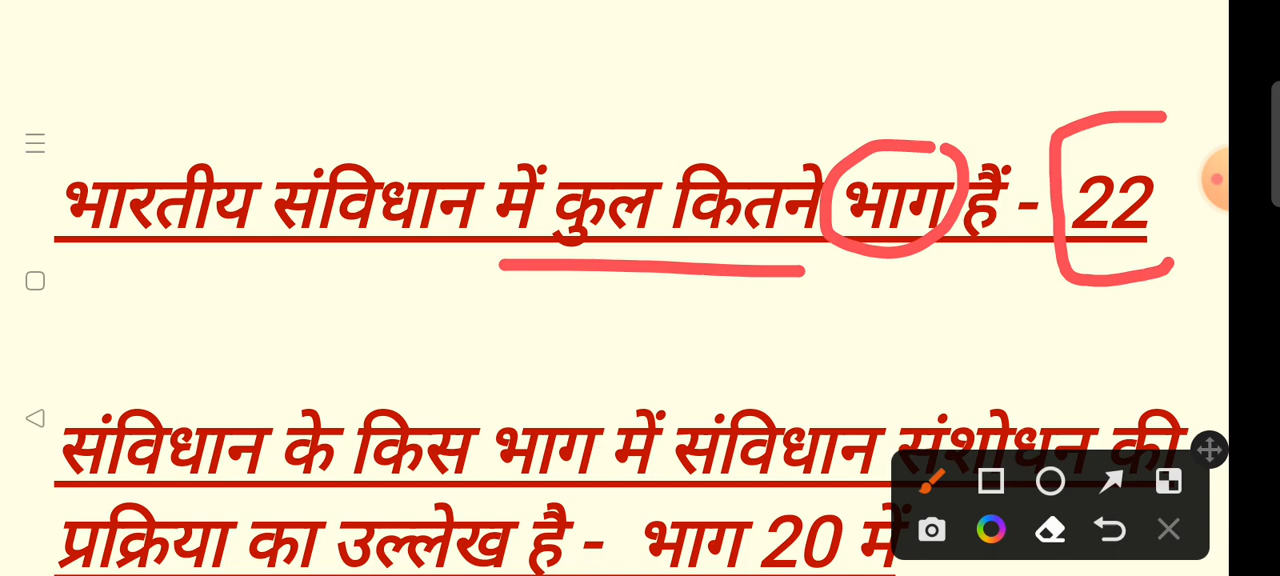 भारतीय संविधान में कुल कितने भाग हैं - 22
संविधान के किस भाग में संविधान संशोधन की
प्रक्रिया का उल्लेख है - भाग 20 में